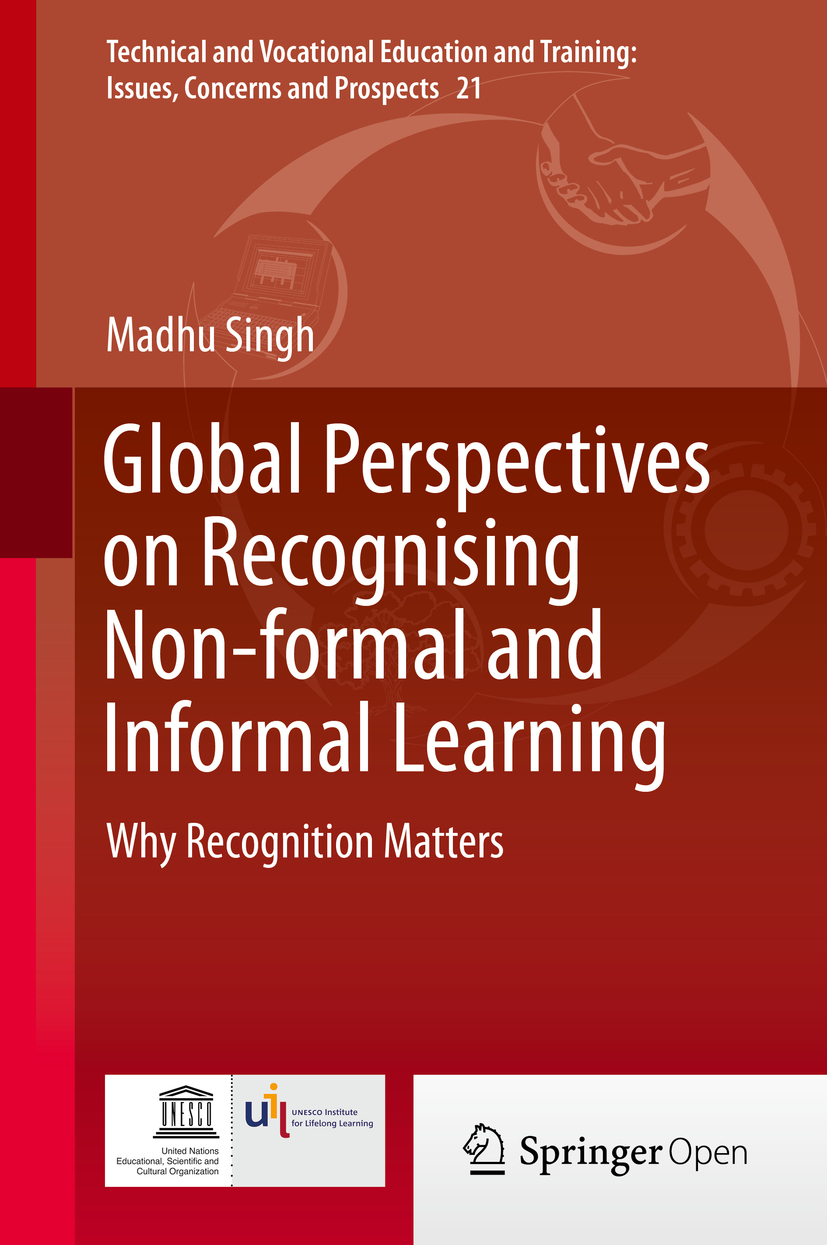 Technical and Vocational Education and Training:
Issues, Concerns and Prospects 21
Madhu Singh
Global Perspectives
on Recognising
Non-formal and
Informal Learning
Why Recognition Matters
UNESCO
United Nations
Educational, Scientific and
Cultural Organization
uil
UNESCO Institute
for Lifelong Learning
Springer Open